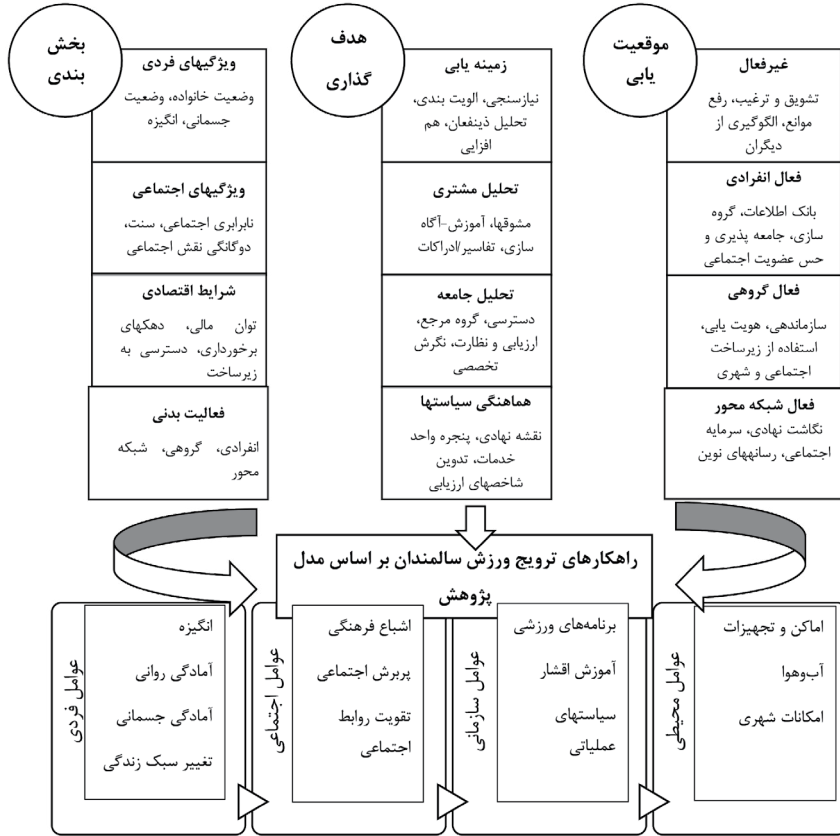 موقعیت
یابی
غیرفعال
تشویق و ترغیب، رفع
موانع، الگوگیری از
دیگران
فعال انفرادی
بانک اطلاعات، گروه
سازی، جامعه پذیری و
حس عضویت اجتماعی
فعال گروهی
سازماندهی، هویت یابی،
استفاده از زیرساخت
اجتماعی و شهری
فعال شبکه محور
نگاشت نهادی، سرمایه
اجتماعی، رسانههای نوین
هدف
گذاری
زمینه یابی
نیازسنجی، الویت بندی،
تحلیل ذینفعان، هم
افزایی
تحلیل مشتری
مشوقها، آموزش-آگاه
سازی، تفاسیر/ادراکات
تحلیل جامعه
دسترسی، گروه مرجع،
ارزیابی و نظارت، نگرش
تخصصی
هماهنگی سیاستها
نقشه نهادی، پنجره واحد
خدمات، تدوین
شاخصهای ارزیابی
بخش
بندی
ویژگیهای فردی
وضعیت خانواده، وضعیت
جسمانی، انگیزه
ویژگیهای اجتماعی
نابرابری اجتماعی، سنت،
دوگانگی نقش اجتماعی
شرایط اقتصادی
توان مالی، دهکهای
برخورداری، دسترسی به
زیرساخت
فعالیت بدنی
انفرادی، گروهی، شبکه
محور
راهکارهای ترویج ورزش سالمندان بر اساس مدل
پژوهش
عوامل محیطی
اماکن و تجهیزات
آب‌وهوا
امکانات شهری
عوامل سازمانی
برنامه‌های ورزشی
آموزش اقشار
سیاستهای
عملیاتی
عوامل اجتماعی
اشباع فرهنگی
پربرش اجتماعی
تقویت روابط
اجتماعی
عوامل فردی
انگیزه
آمادگی روانی
آمادگی جسمانی
تغییر سبک زندگی